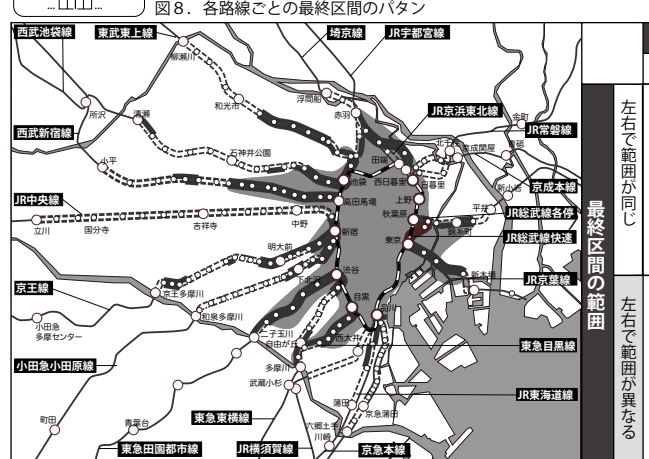 図８．各路線ごとの最終区間のパタン
西武池袋線
東武東上線
埼京線
JR宇都宮線
柳瀬川
浮間船
JR京浜東北線
所沢
清瀬
和光市
赤羽
金町
JR常磐線
西武新宿線
田端
北千住
京成関屋
青砥
石神井公園
小平
池袋
西日暮里
日暮里
京成本線
新小岩
JR中央線
高田馬場
上野
平井
JR総武線各停
秋葉原
錦糸町
中野
吉祥寺
国分寺
立川
新宿
東京
JR総武線快速
明大前
京王線
下北沢
渋谷
新木場
JR京葉線
京王多摩川
目黒
品川
小田急
多摩センター
和泉多摩川
二子玉川
自由が丘
西大井
東急目黒線
小田急小田原線
多摩川
武蔵小杉
JR東海道線
蒲田
京急蒲田
東急東横線
六郷土手
町田
青葉台
川崎
東急田園都市線
JR横須賀線
京急本線
最終区間の範囲
左右で範囲が同じ
左右で範囲が異なる